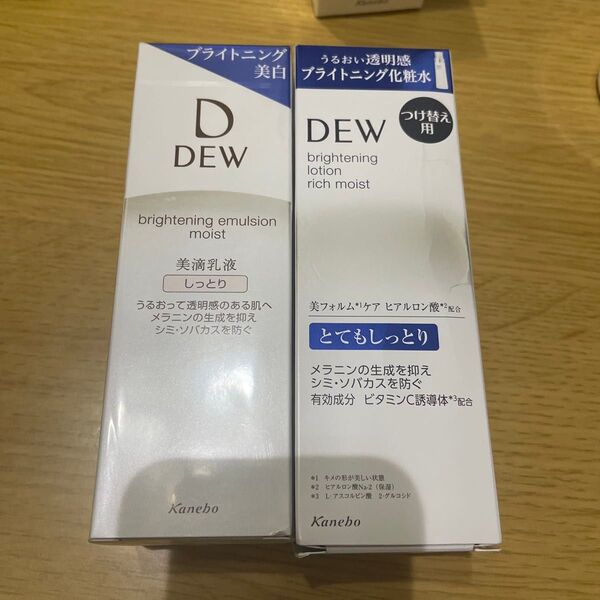 ブライトニング
美白
D
DEW
brightening emulsion
moist
美滴乳液
しっとり
うるおって透明感のある肌へ
メラニンの生成を抑え
シミ・ソバカスを防ぐ
Kanebo
うるおい透明感
ブライトニング化粧水
つけ替え
用
DEW
brightening
lotion
rich moist
美フォルム*1ケア ヒアルロン酸*2配合
とてもしっとり
メラニンの生成を抑え
シミ・ソバカスを防ぐ
有効成分 ビタミンC誘導体*3配合
*1 キメの形が美しい状態
*2 ヒアルロン酸Na-2（保湿）
*3 L-アスコルビン酸 2-グルコシド
Kanebo